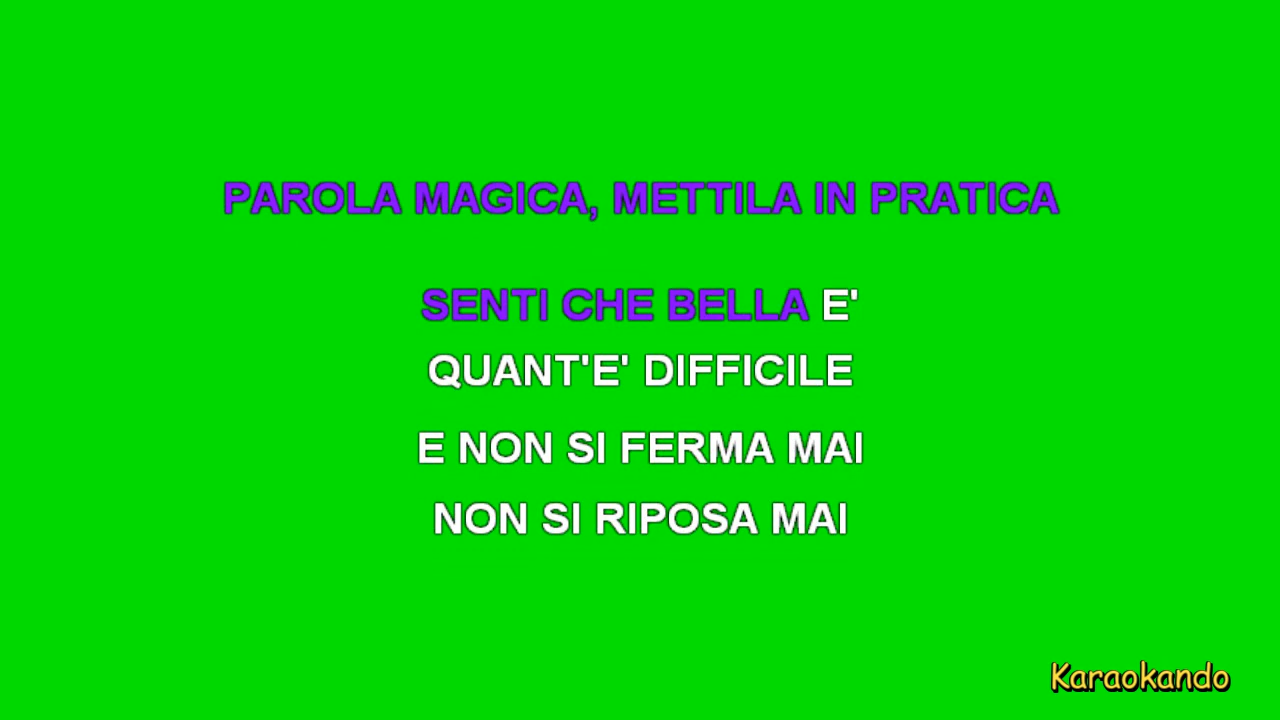 PAROLA MAGICA, METTILA IN PRATICA
SENTI CHE BELLA E'
QUANT'E' DIFFICILE
E NON SI FERMA MAI
NON SI RIPOSA MAI
Karaokando